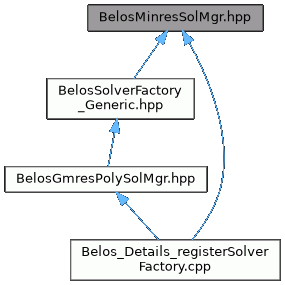 BelosMinresSolMgr.hpp
BelosSolverFactory
_Generic.hpp
BelosGmresPolySolMgr.hpp
Belos_Details_registerSolver
Factory.cpp